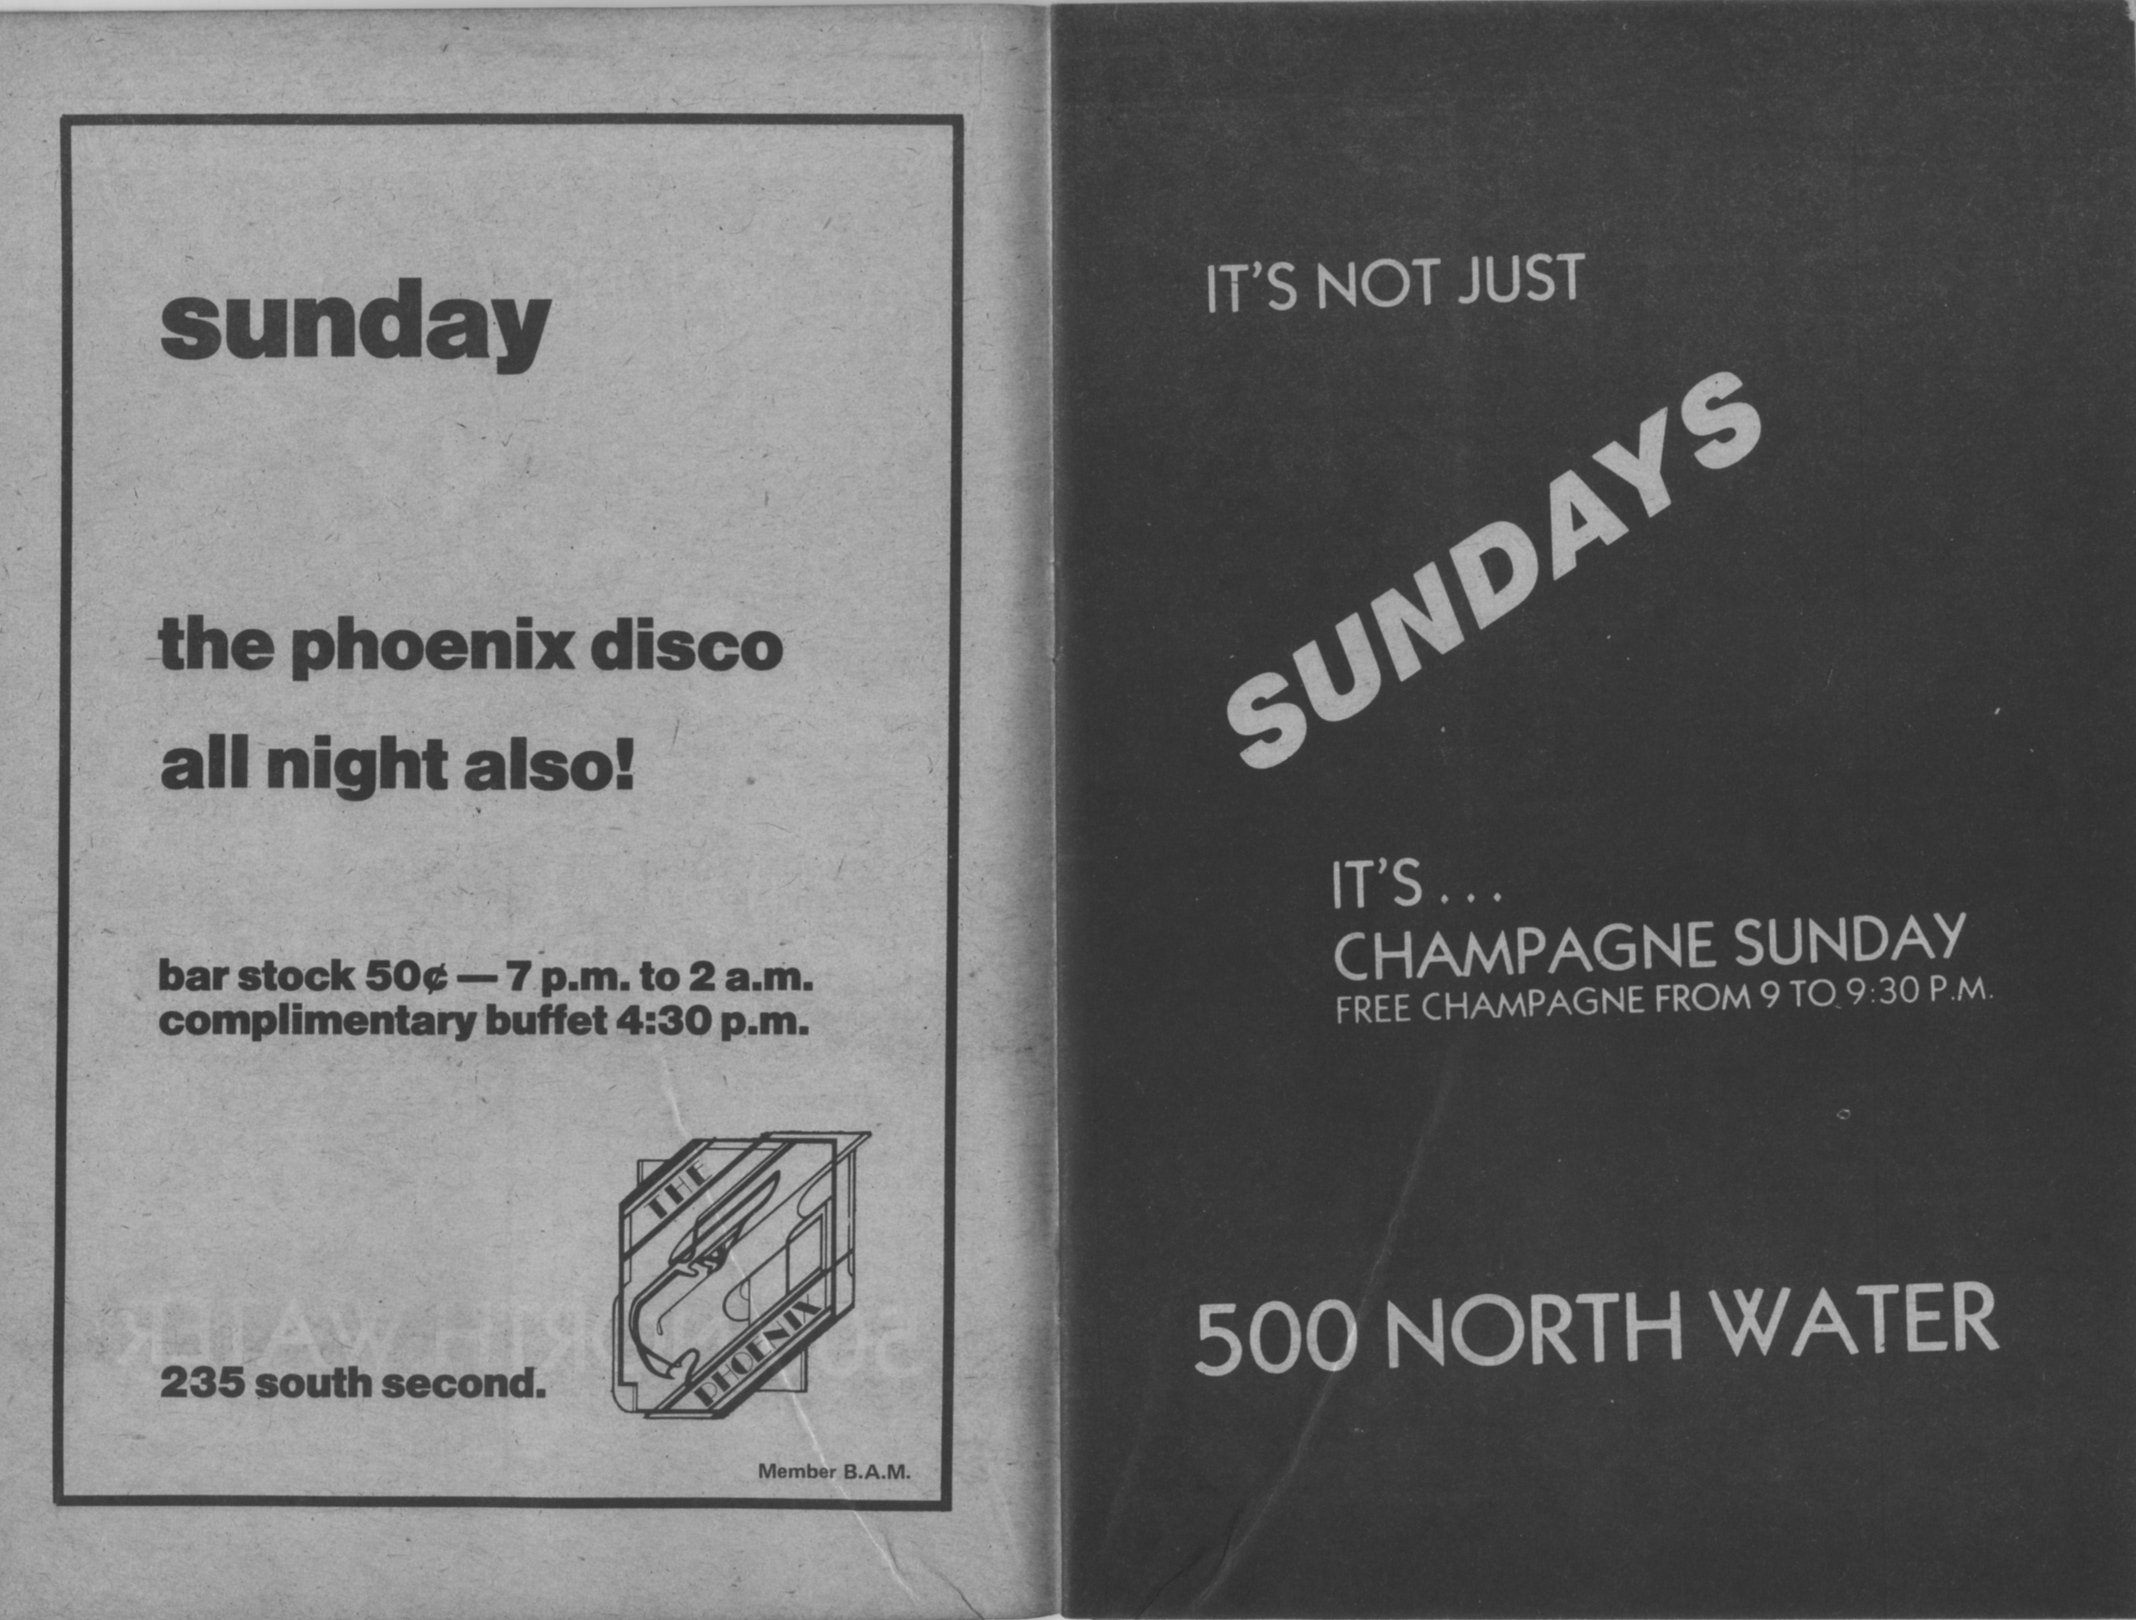 sunday
the phoenix disco
all night also!
bar stock 50¢ — 7 p.m. to 2 a.m.
complimentary buffet 4:30 p.m.
THE
PHOENIX
235 south second.
Member B.A.M.
IT'S NOT JUST
SUNDAYS
IT'S . . .
CHAMPAGNE SUNDAY
FREE CHAMPAGNE FROM 9 TO 9:30 P.M.
500 NORTH WATER